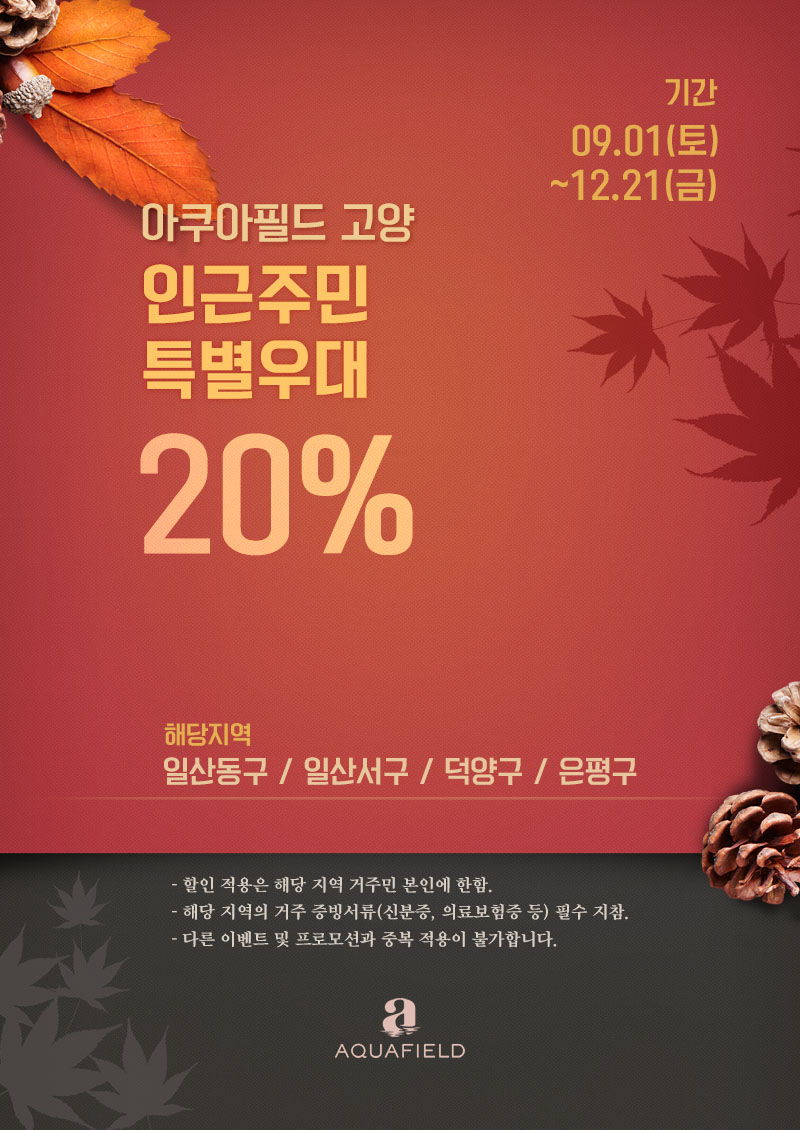 기간
09.01(토)
~12.21(금)
아쿠아필드 고양
인근주민
특별우대
20%
해당지역
일산동구 / 일산서구 / 덕양구 / 은평구
- 할인 적용은 해당 지역 거주민 본인에 한함.
- 해당 지역의 거주 증빙서류(신분증, 의료보험증 등) 필수 지참.
- 다른 이벤트 및 프로모션과 중복 적용이 불가합니다.
a
AQUAFIELD